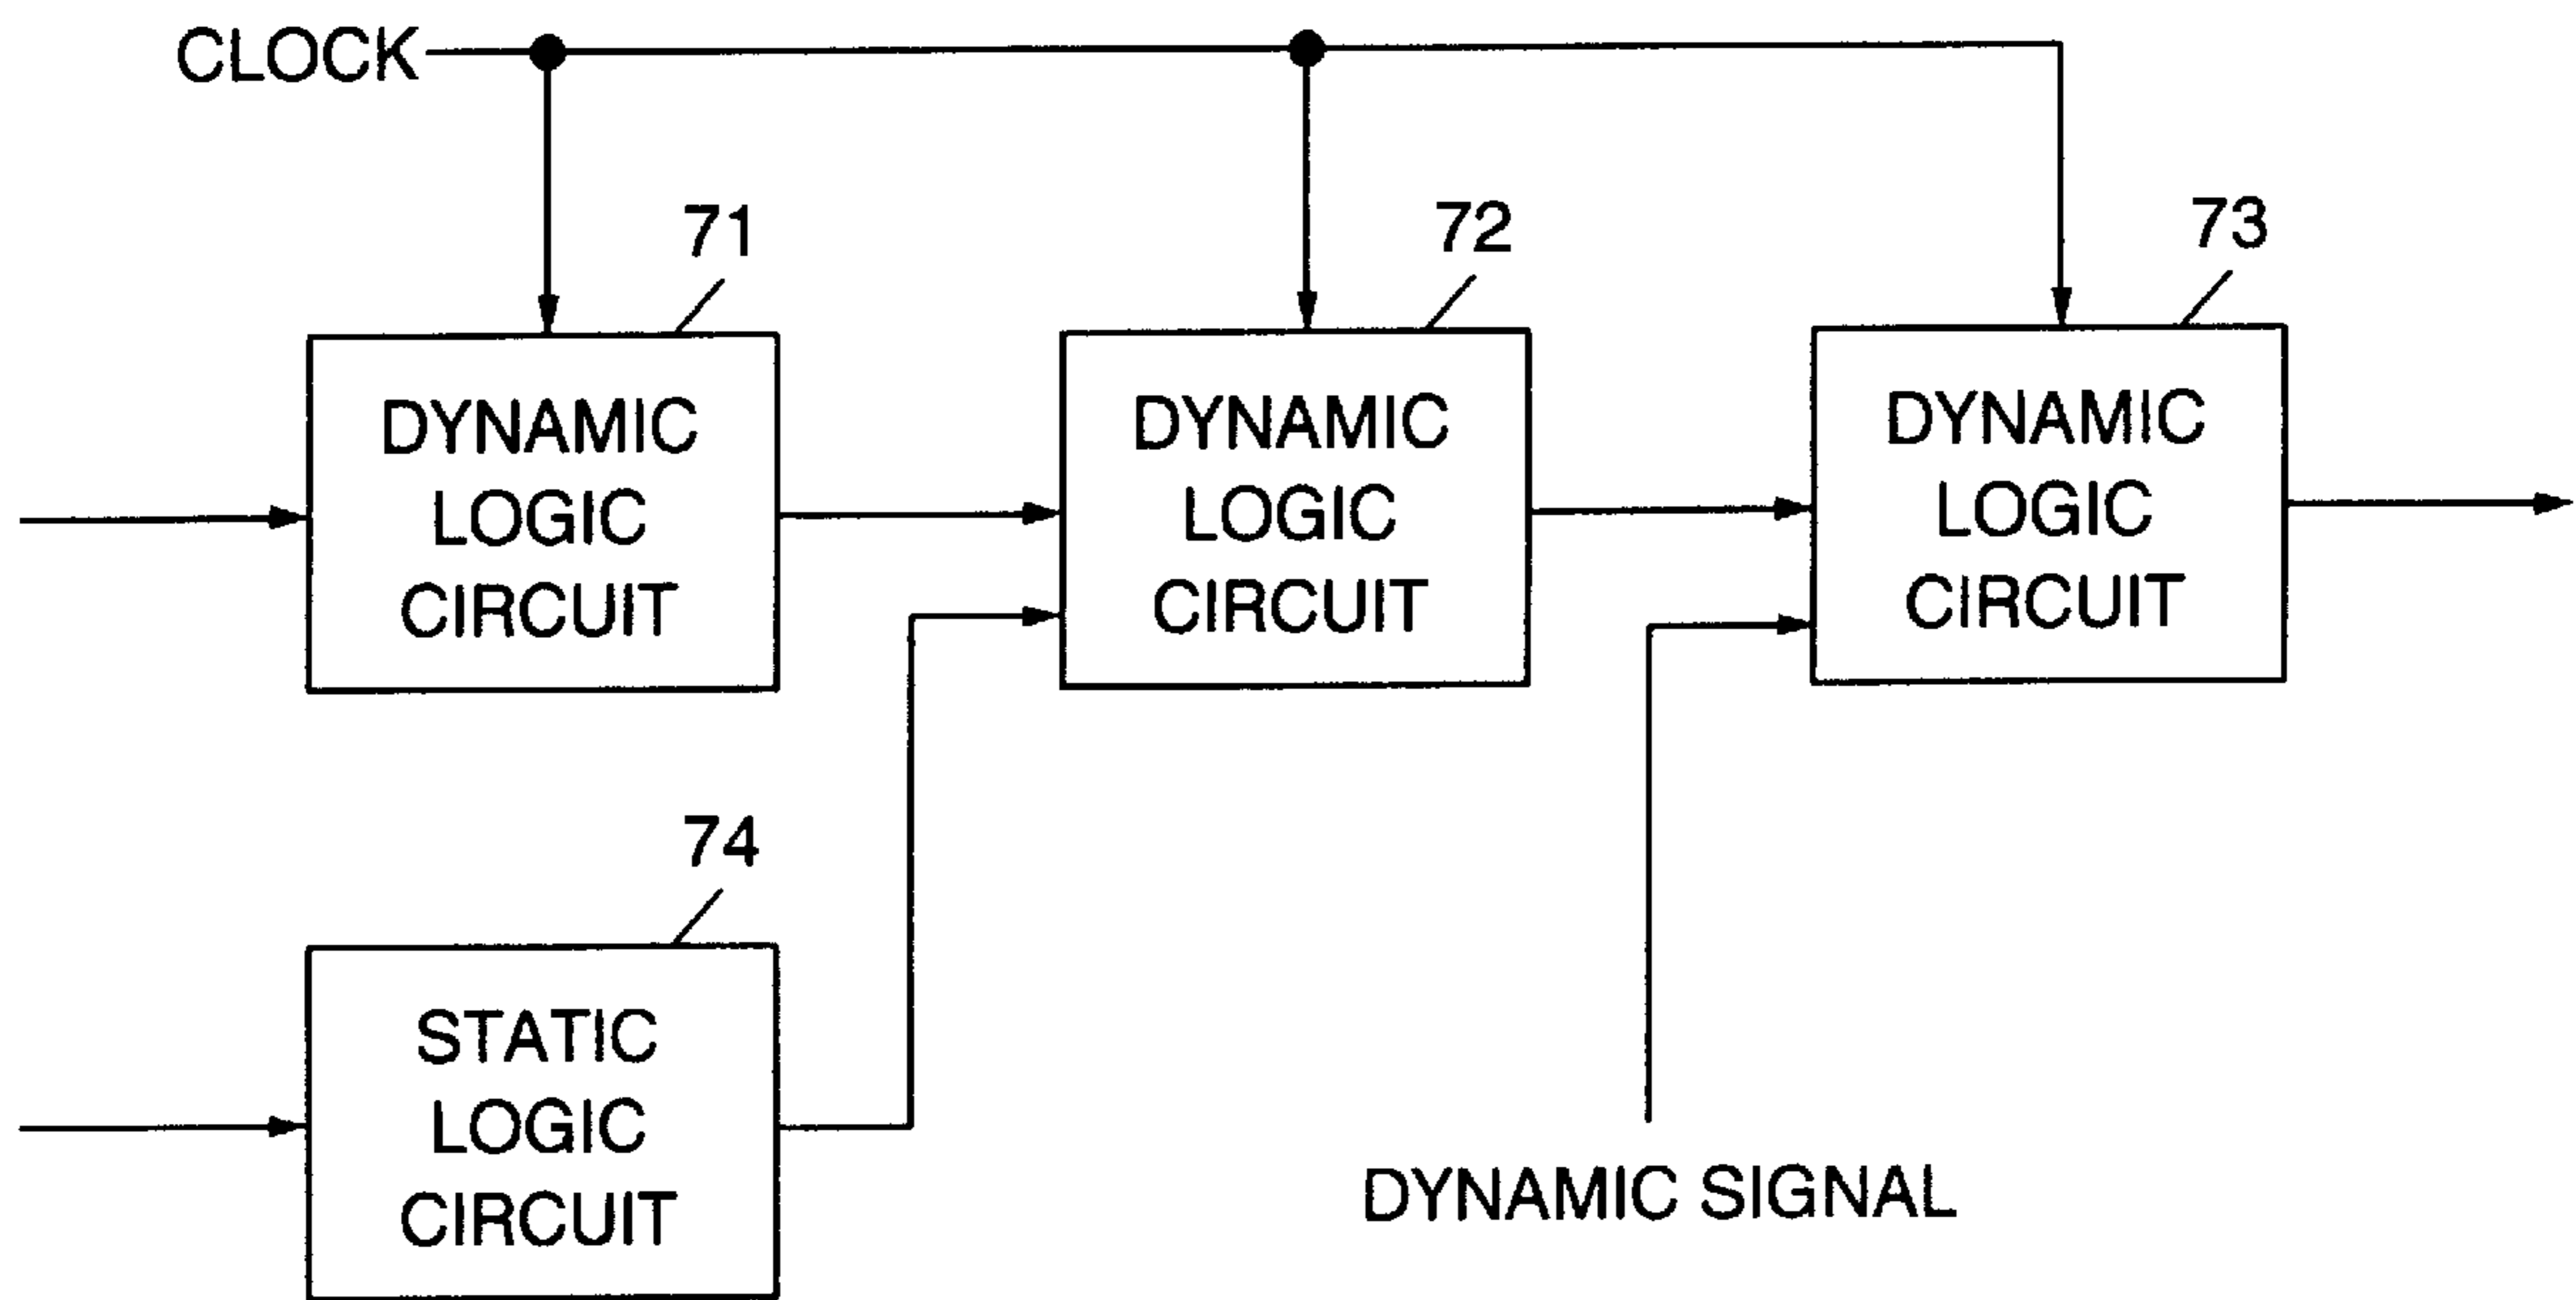 CLOCK
71
72
73
DYNAMIC
LOGIC
CIRCUIT
DYNAMIC
LOGIC
CIRCUIT
DYNAMIC
LOGIC
CIRCUIT
74
STATIC
LOGIC
CIRCUIT
DYNAMIC SIGNAL